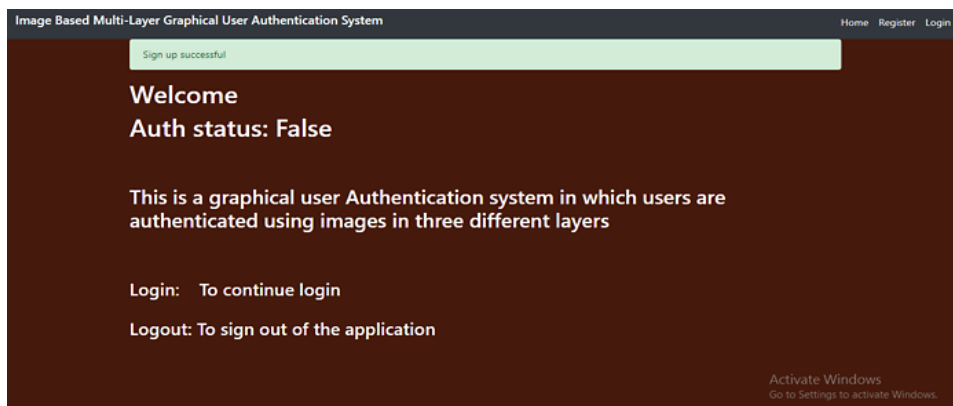 Image Based Multi-Layer Graphical User Authentication System
Home Register Login
Sign up successful
Welcome
Auth status: False
This is a graphical user Authentication system in which users are
authenticated using images in three different layers
Login: To continue login
Logout: To sign out of the application
Activate Windows
Go to Settings to activate Windows.